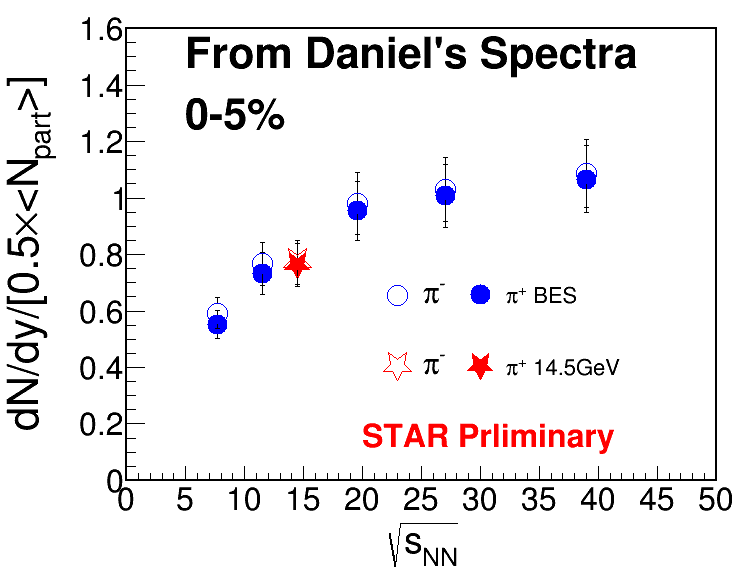 From Daniel's Spectra
0-5%
dN/dy/[0.5×<N_part>]
1.6
1.4
1.2
1
0.8
0.6
0.4
0.2
0
π⁻ π⁺ BES
π⁻ π⁺ 14.5GeV
STAR Prliminary
0 5 10 15 20 25 30 35 40 45 50
√s_NN